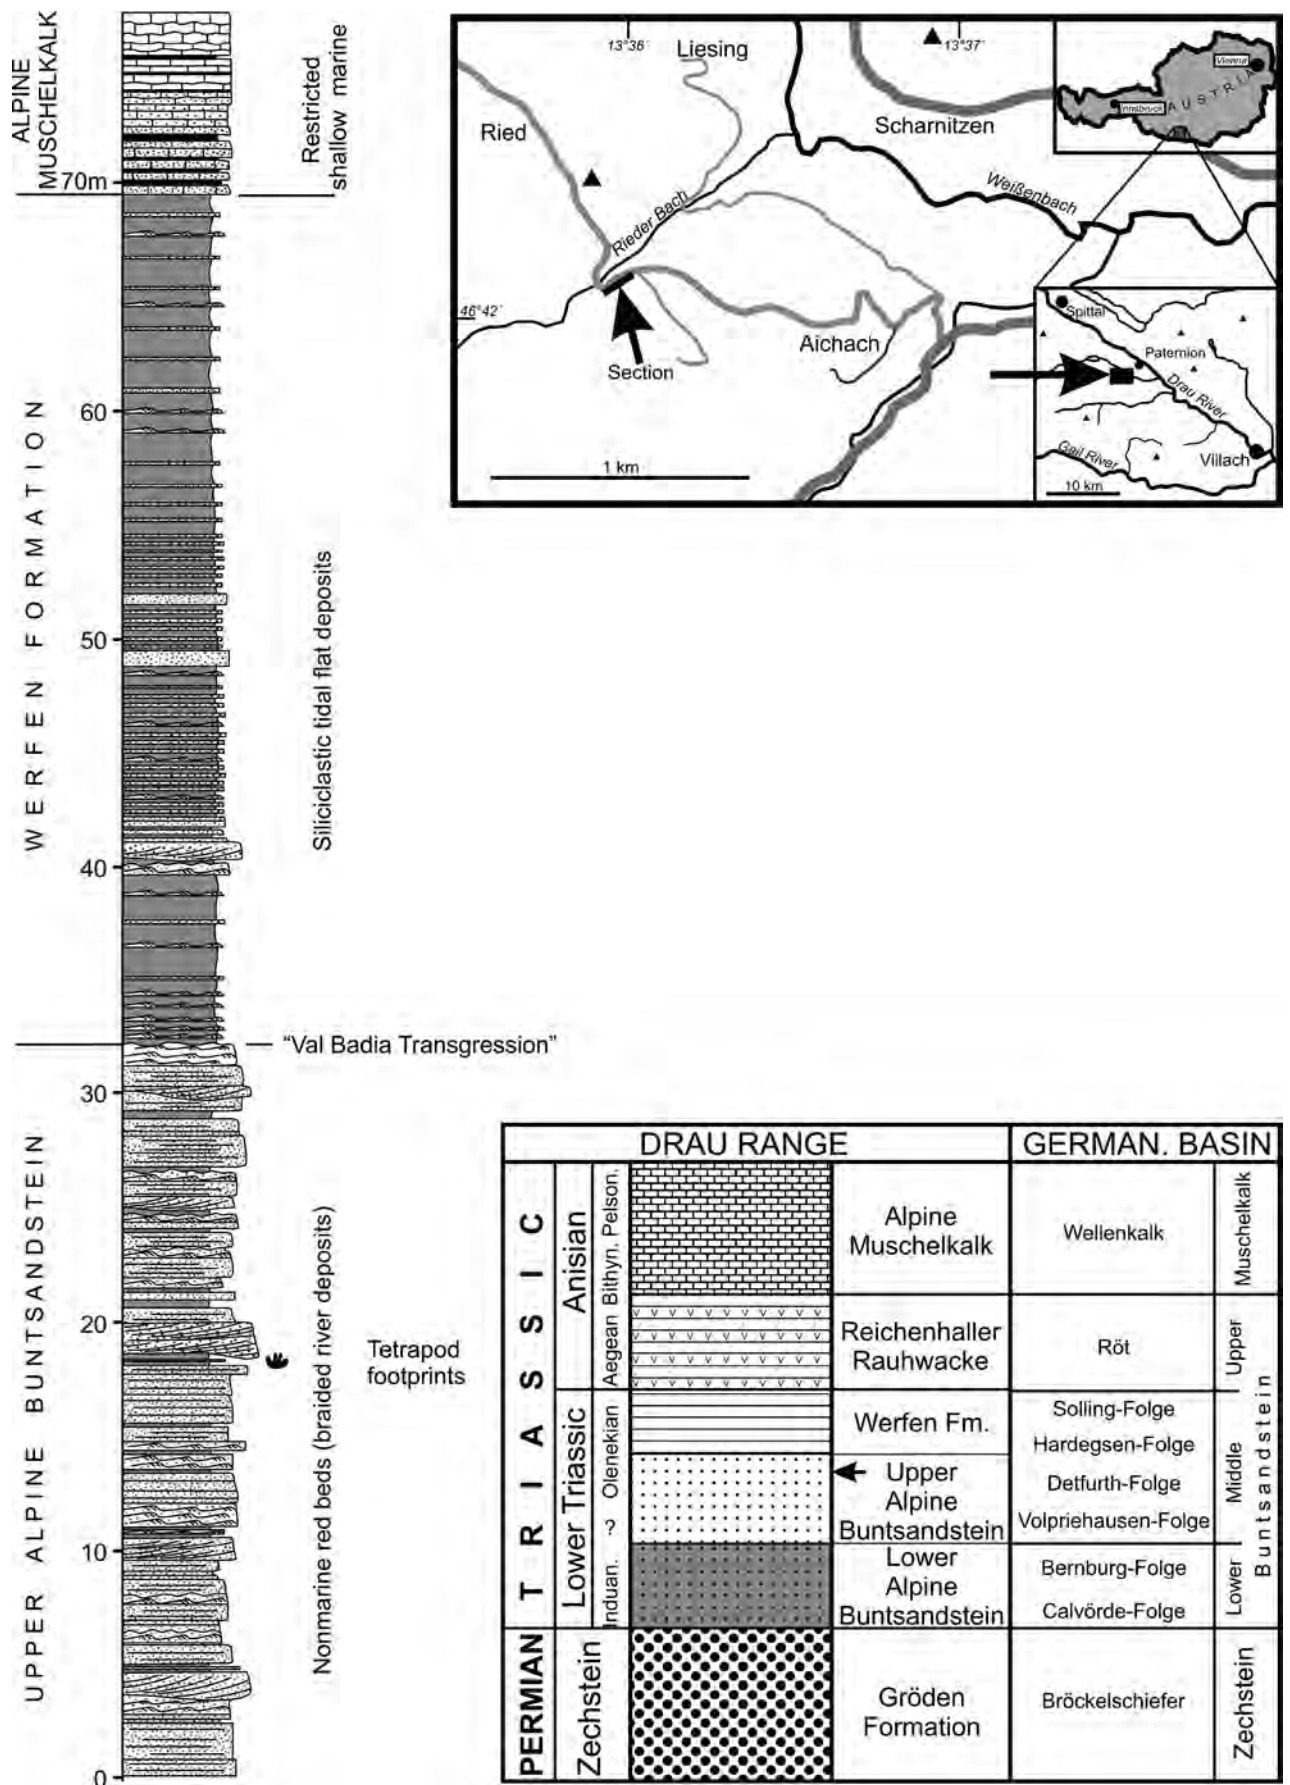 ALPINE
MUSCHELKALK
Restricted
shallow marine
70m
WERFEN FORMATION
60
50
40
Siliciclastic tidal flat deposits
"Val Badia Transgression"
30
UPPER ALPINE BUNTSANDSTEIN
20
10
0
Nonmarine red beds (braided river deposits)
Tetrapod
footprints
13°36´
Liesing
13°37´
Ried
Scharnitzen
Rieder Bach
Weißenbach
46°42´
Aichach
Section
1 km
Vienna
Innsbruck
AUSTRIA
Spittal
Paternion
Drau River
Gail River
Villach
10 km
DRAU RANGE
GERMAN. BASIN
TRIASSIC
Anisian
Pelson.
Bithyn.
Aegean
Alpine
Muschelkalk
Wellenkalk
Muschelkalk
Reichenhaller
Rauhwacke
Röt
Upper
Lower Triassic
Olenekian
?
Induan.
Werfen Fm.
Solling-Folge
Hardegsen-Folge
Upper
Alpine
Buntsandstein
Detfurth-Folge
Volpriehausen-Folge
Middle
Buntsandstein
Lower
Alpine
Buntsandstein
Bernburg-Folge
Calvörde-Folge
Lower
PERMIAN
Zechstein
Gröden
Formation
Bröckelschiefer
Zechstein